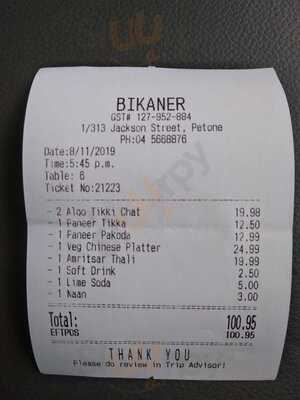 BIKANER
GST# 127-952-884
1/313 Jackson Street, Petone
PH:04 5668876
Date:8/11/2019
Time:5:45 p.m.
Table: 6
Ticket No:21223
- 2 Aloo Tikki Chat 19.98
- 1 Paneer Tikka 12.50
- 1 Paneer Pakoda 12.99
- 1 Veg Chinese Platter 24.99
- 1 Amritsar Thali 19.99
- 1 Soft Drink 2.50
- 1 Lime Soda 5.00
- 1 Naan 3.00
Total: 100.95
EFTPOS 100.95
THANK YOU
Please do review in Trip Advisor!